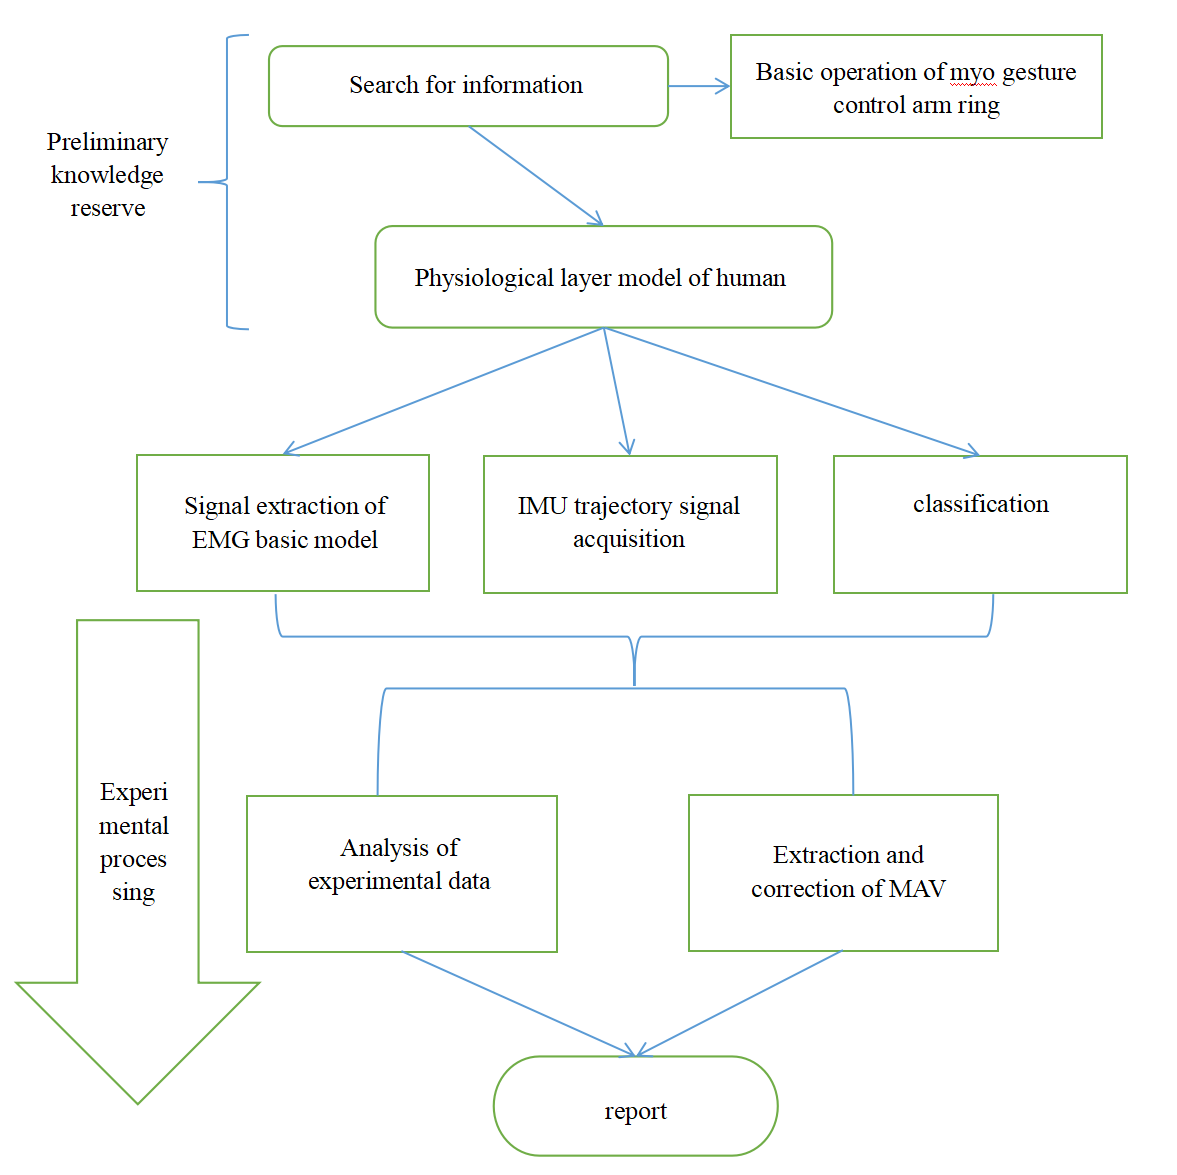 Search for information
Basic operation of myo gesture
control arm ring
Preliminary
knowledge
reserve
Physiological layer model of human
Signal extraction of
EMG basic model
IMU trajectory signal
acquisition
classification
Experi
mental
proces
sing
Analysis of
experimental data
Extraction and
correction of MAV
report